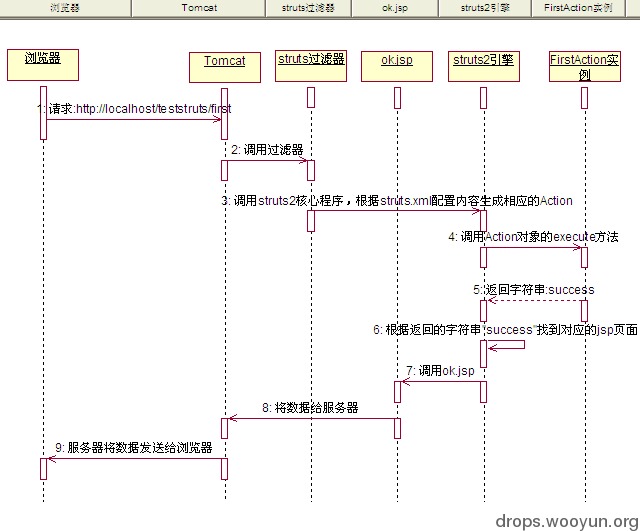 浏览器 Tomcat struts过滤器 ok.jsp struts2引擎 FirstAction实例
浏览器
Tomcat
struts过滤器
ok.jsp
struts2引擎
FirstAction实
例
1: 请求:http://localhost/teststruts/first
2: 调用过滤器
3: 调用struts2核心程序，根据struts.xml配置内容生成相应的Action
4: 调用Action对象的execute方法
5: 返回字符串:success
6: 根据返回的字符串“success”找到对应的jsp页面
7: 调用ok.jsp
8: 将数据给服务器
9: 服务器将数据发送给浏览器
drops.wooyun.org